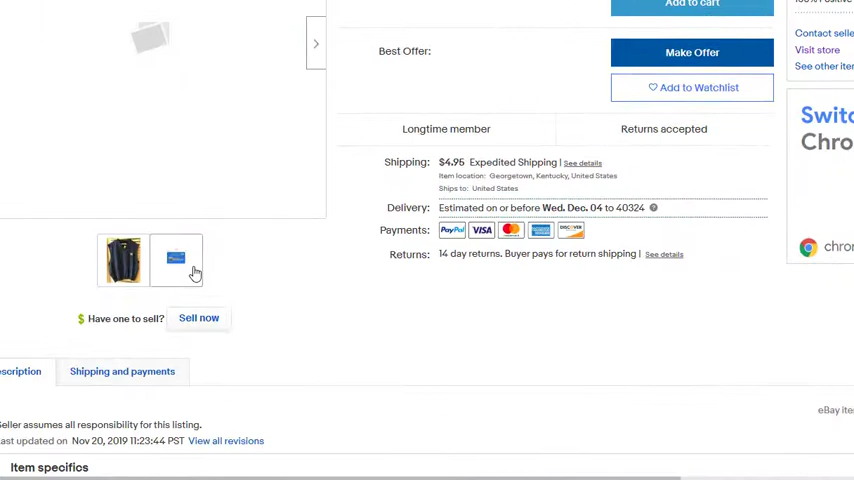 Add to cart
Contact selle
Visit store
See other iter
Best Offer:
Make Offer
Add to Watchlist
Longtime member
Returns accepted
Switc
Chro
Shipping: $4.95 Expedited Shipping | See details
Item location: Georgetown, Kentucky, United States
Ships to: United States
Delivery: Estimated on or before Wed. Dec. 04 to 40324
Payments: PayPal VISA
DISCOVER
Returns: 14 day returns. Buyer pays for return shipping | See details
chror
$ Have one to sell? Sell now
escription
Shipping and payments
eBay ite
Seller assumes all responsibility for this listing.
ast updated on Nov 20, 2019 11:23:44 PST View all revisions
Item specifics